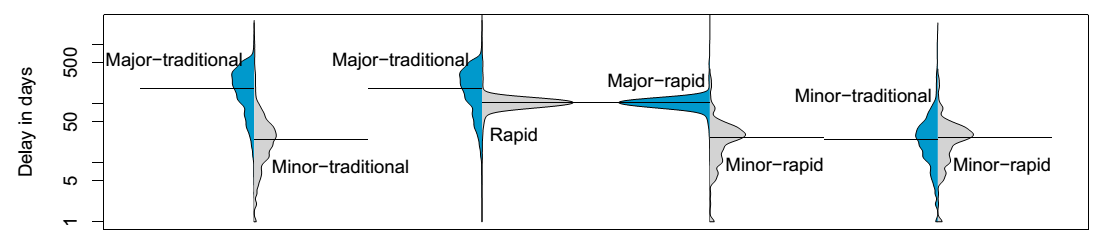 Delay in days
500
50
5
1
Major−traditional
Minor−traditional
Major−traditional
Rapid
Major−rapid
Minor−rapid
Minor−traditional
Minor−rapid